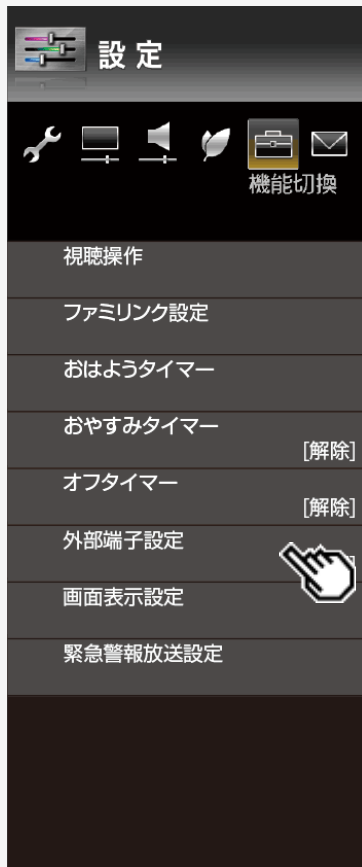 設定
機能切換
視聴操作
ファミリンク設定
おはようタイマー
おやすみタイマー
[解除]
オフタイマー
[解除]
外部端子設定
画面表示設定
緊急警報放送設定